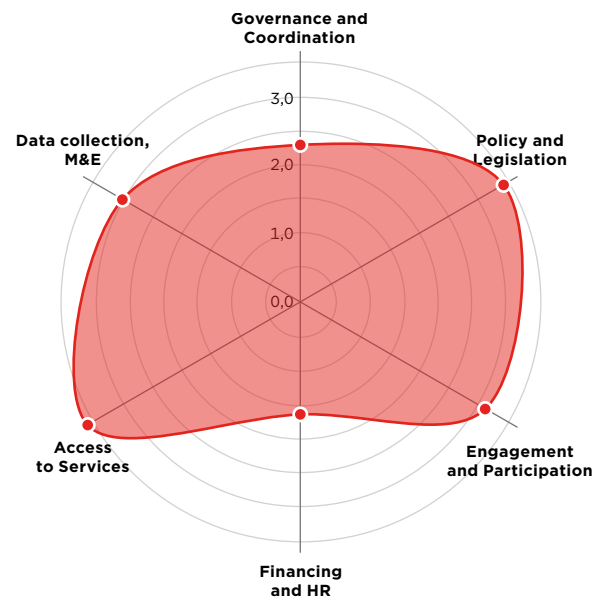 Governance and
Coordination
3,0
Data collection,
M&E
Policy and
Legislation
2,0
1,0
0,0
Access
to Services
Engagement
and Participation
Financing
and HR